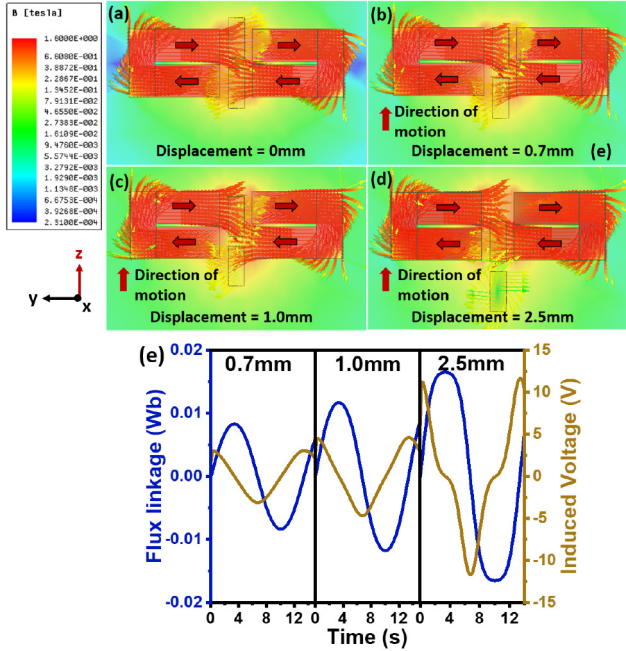 B [tesla]
1.8000E+000
6.6080E-001
3.8872E-001
2.2867E-001
1.3452E-001
7.9131E-002
4.6550E-002
2.7383E-002
1.6109E-002
9.4760E-003
5.5744E-003
3.2792E-003
1.9290E-003
1.1348E-003
6.6753E-004
3.9268E-004
2.3100E-004
z
y
x
(a)
Displacement = 0mm
(b)
Direction of
motion
(e)
Displacement = 0.7mm
(c)
Direction of
motion
Displacement = 1.0mm
(d)
Direction of
motion
Displacement = 2.5mm
(e)
0.7mm 1.0mm 2.5mm
Flux linkage (Wb)
0.02
0.01
0.00
-0.01
-0.02
Induced Voltage (V)
15
10
5
0
-5
-10
-15
0 4 8 12 0 4 8 12 0 4 8 12
Time (s)